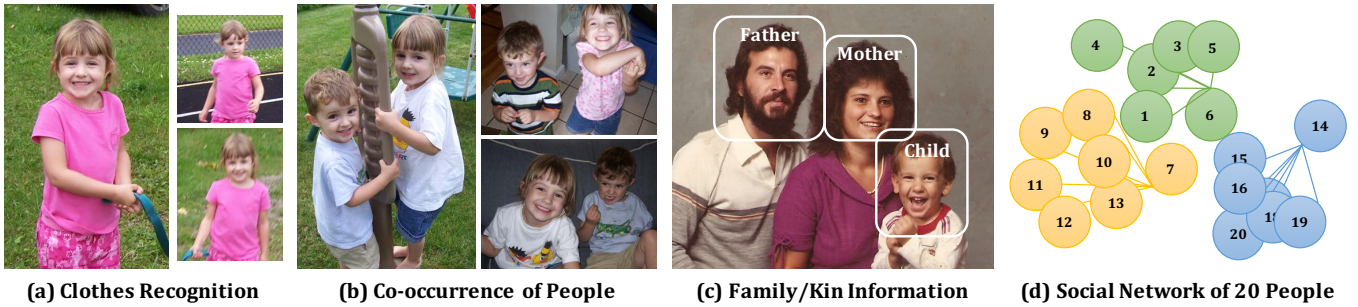 Father
Mother
Child
4
3
5
2
1
6
14
8
9
10
7
11
13
12
15
16
18
19
20
(a) Clothes Recognition
(b) Co-occurrence of People
(c) Family/Kin Information
(d) Social Network of 20 People